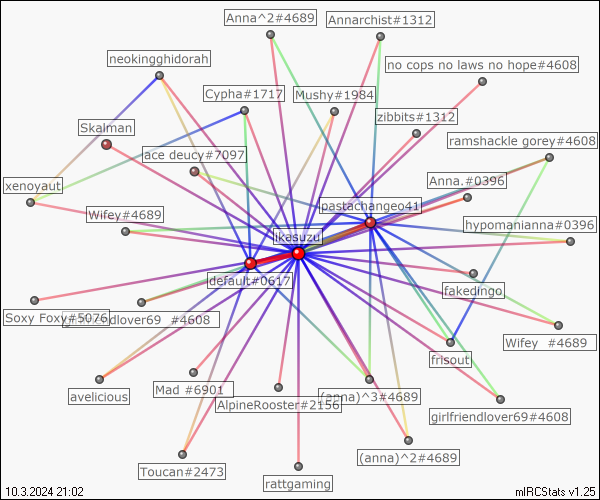 Anna^2#4689
Annarchist#1312
neokingghidorah
no cops no laws no hope#4608
Cypha#1717
Mushy#1984
zibbits#1312
Skalman
ramshackle gorey#4608
ace deucy#7097
xenoyaut
Anna.#0396
pastachangeo41
Wifey#4689
hypomanianna#0396
ikasuzu
default#0617
fakedingo
Soxy Foxy#5076
girlfriendlover69 #4608
Wifey #4689
frisout
Mad #6901
avelicious
(anna)^3#4689
AlpineRooster#2156
girlfriendlover69#4608
(anna)^2#4689
Toucan#2473
rattgaming
10.3.2024 21:02
mIRCStats v1.25